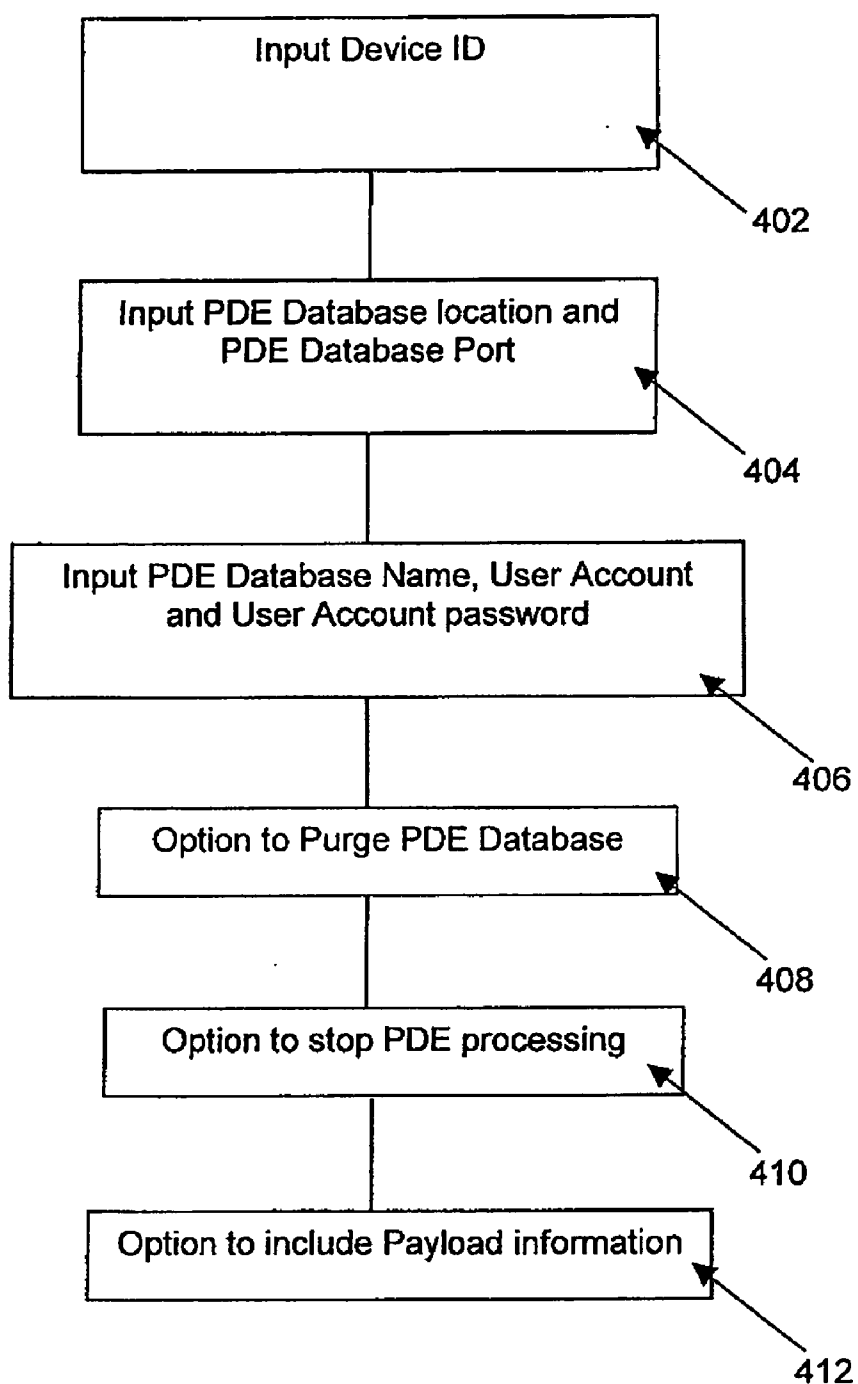 Input Device ID
402
Input PDE Database location and
PDE Database Port
404
Input PDE Database Name, User Account
and User Account password
406
Option to Purge PDE Database
408
Option to stop PDE processing
410
Option to include Payload information
412